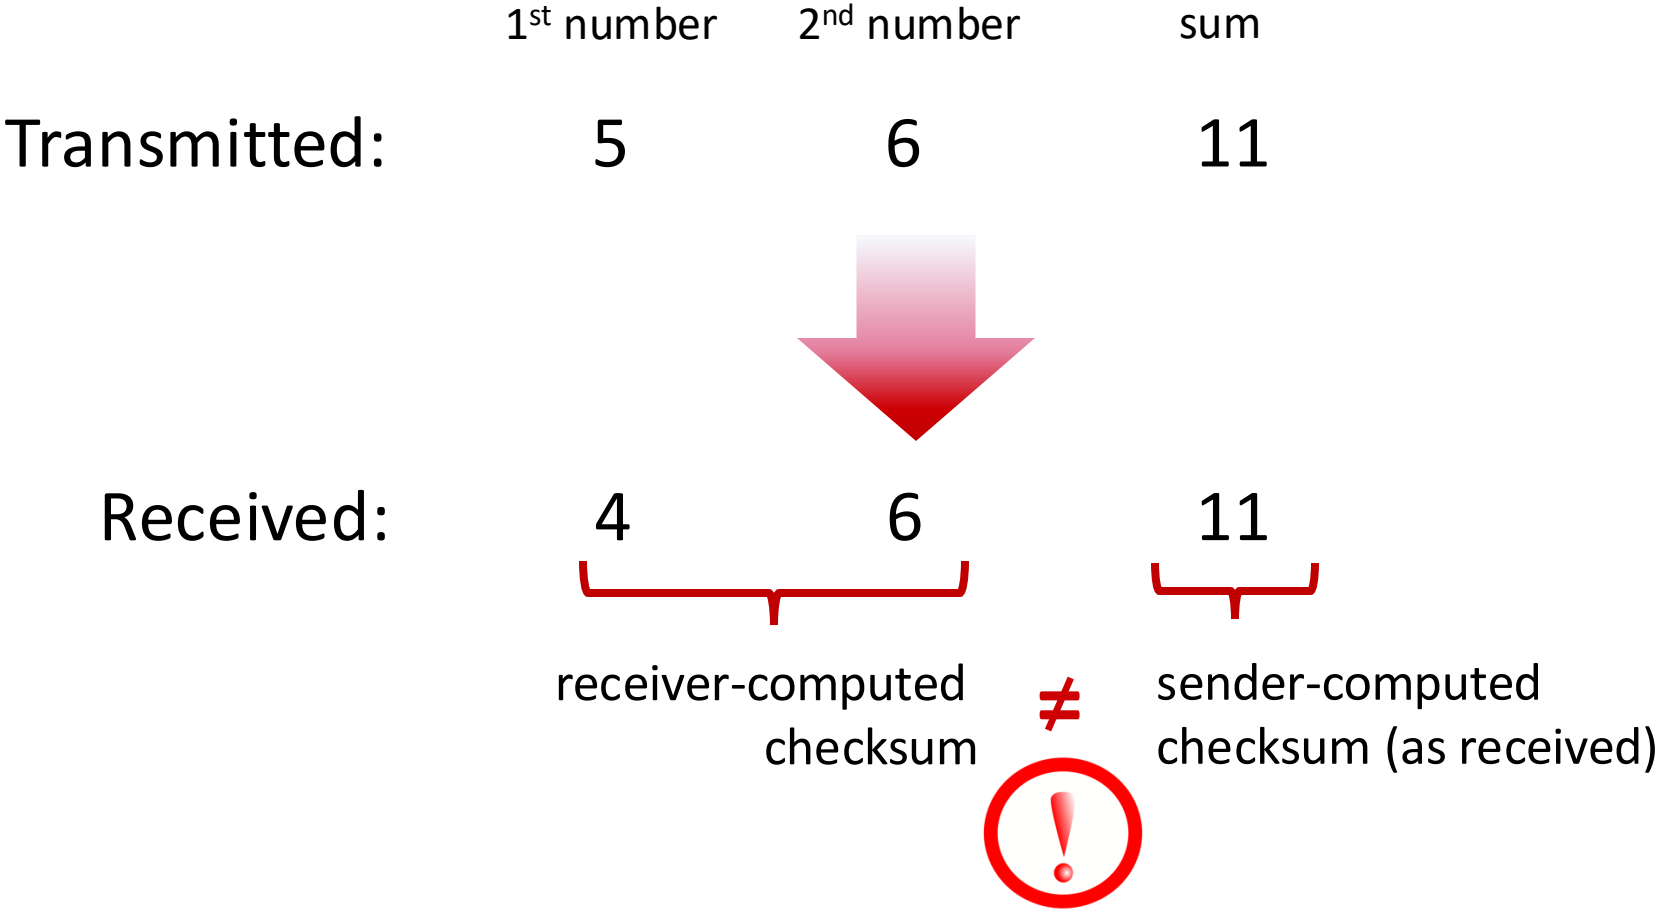 1st number 2nd number sum
Transmitted: 5 6 11
Received: 4 6 11
receiver-computed ≠ sender-computed
checksum checksum (as received)
!